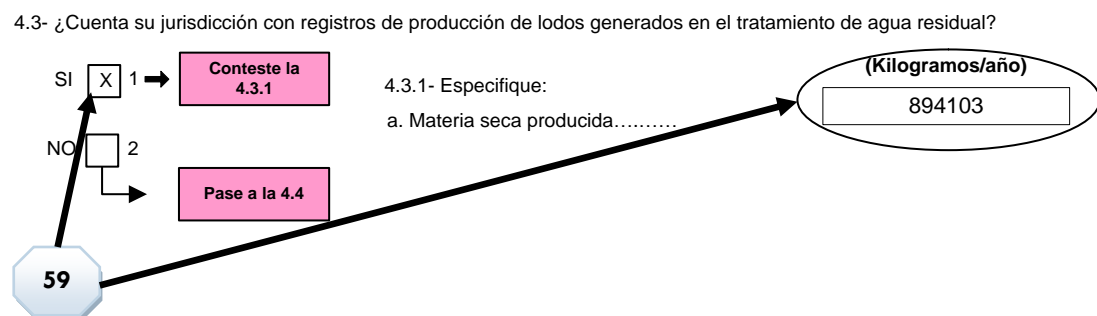 4.3- ¿Cuenta su jurisdicción con registros de producción de lodos generados en el tratamiento de agua residual?
SI X 1
Conteste la
4.3.1
NO 2
Pase a la 4.4
4.3.1- Especifique:
a. Materia seca producida….……
(Kilogramos/año)
894103
59